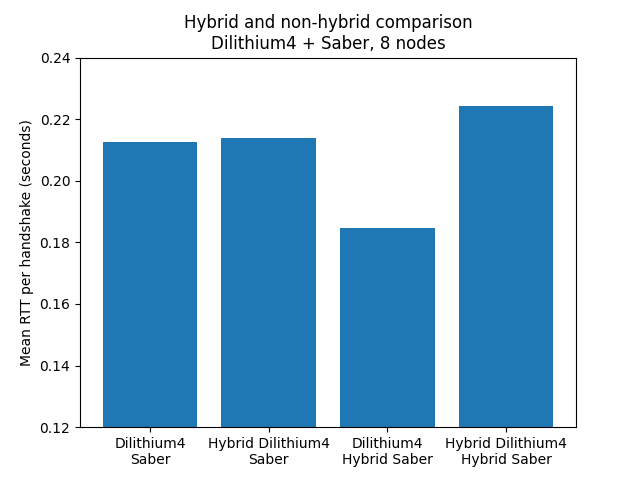 Hybrid and non-hybrid comparison
Dilithium4 + Saber, 8 nodes
Mean RTT per handshake (seconds)
0.24
0.22
0.20
0.18
0.16
0.14
0.12
Dilithium4
Saber
Hybrid Dilithium4
Saber
Dilithium4
Hybrid Saber
Hybrid Dilithium4
Hybrid Saber